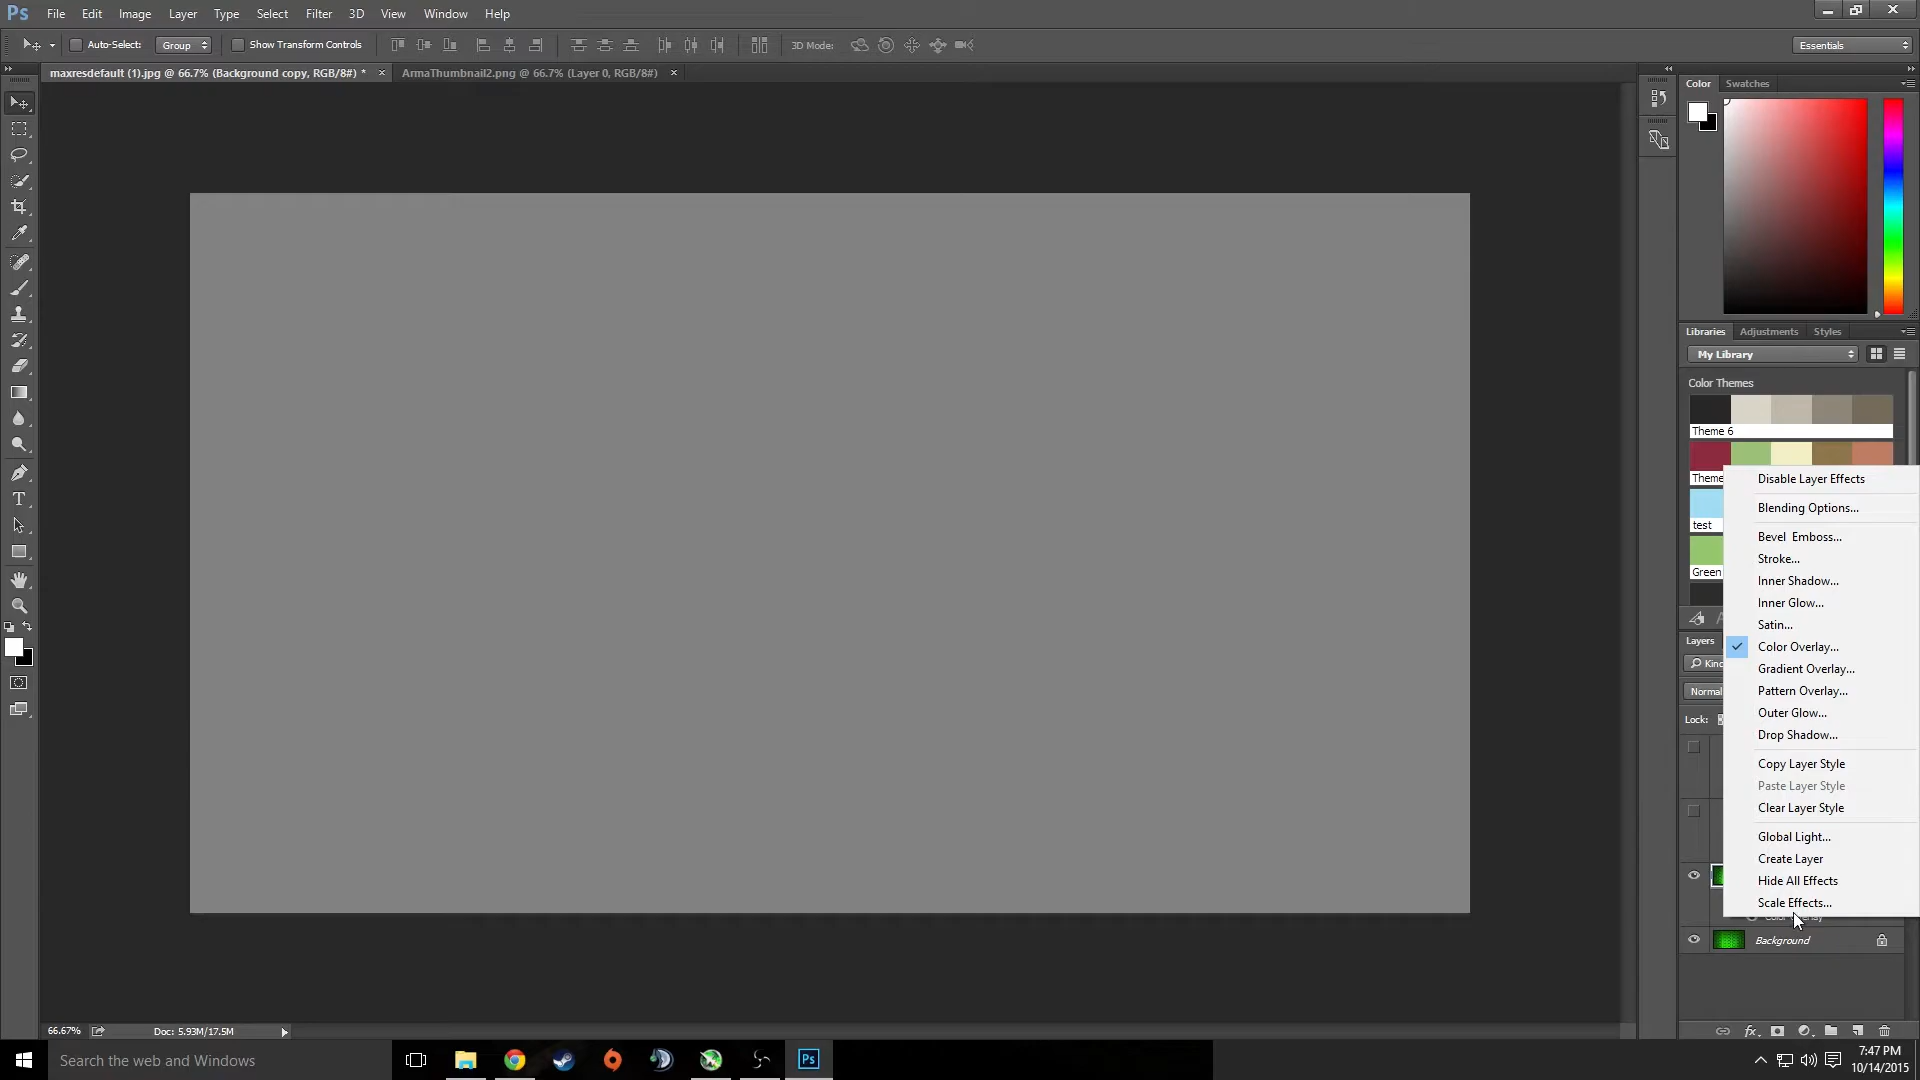 Ps File Edit Image Layer Type Select Filter 3D View Window Help
Auto-Select: Group Show Transform Controls 3D Mode: Essentials
maxresdefault (1).jpg @ 66.7% (Background copy, RGB/8#) * × ArmaThumbnail2.png @ 66.7% (Layer 0, RGB/8#) ×
Color Swatches
Libraries Adjustments Styles
My Library
Color Themes
Theme 6
Theme
test
Green
Disable Layer Effects
Blending Options...
Bevel Emboss...
Stroke...
Inner Shadow...
Inner Glow...
Satin...
Color Overlay...
Gradient Overlay...
Pattern Overlay...
Outer Glow...
Drop Shadow...
Copy Layer Style
Paste Layer Style
Clear Layer Style
Global Light...
Create Layer
Hide All Effects
Scale Effects...
Layers
Kind
Normal
Lock:
Background
fx
T
66.67% Doc: 5.93M/17.5M
Search the web and Windows
Ps
7:47 PM
10/14/2015